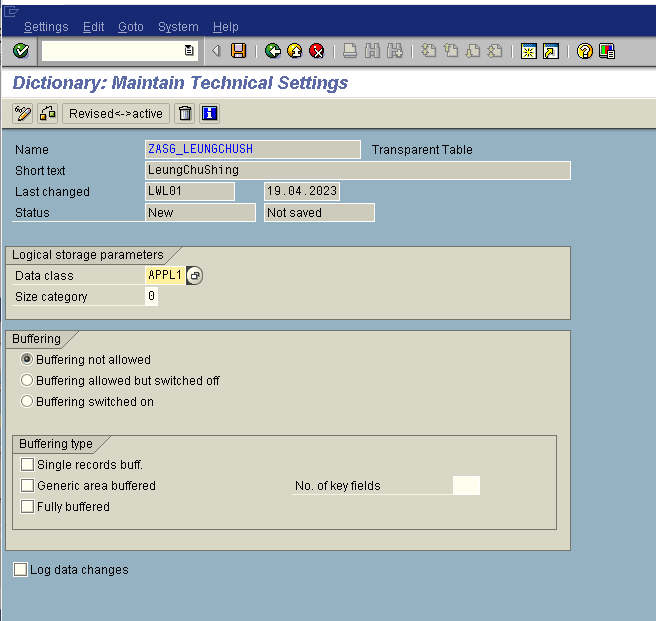 Settings Edit Goto System Help
Dictionary: Maintain Technical Settings
Revised<->active
Name ZASG_LEUNGCHUSH Transparent Table
Short text LeungChuShing
Last changed LWL01 19.04.2023
Status New Not saved
Logical storage parameters
Data class APPL1
Size category 0
Buffering
Buffering not allowed
Buffering allowed but switched off
Buffering switched on
Buffering type
Single records buff.
Generic area buffered No. of key fields
Fully buffered
Log data changes